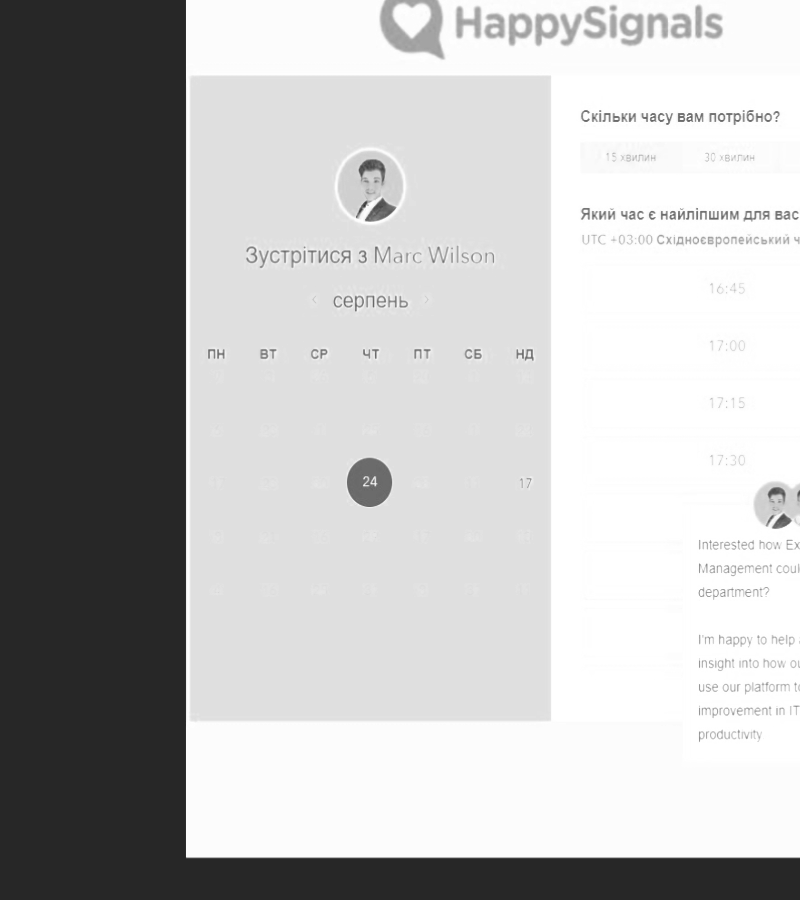 HappySignals
Зустрітися з Marc Wilson
серпень
ПН ВТ СР ЧТ ПТ СБ НД
24 17
Скільки часу вам потрібно?
15 хвилин 30 хвилин
Який час є найліпшим для вас
UTC +03:00 Східноєвропейський ч
16:45
17:00
17:15
17:30
Interested how Ex
Management coul
department?
I'm happy to help
insight into how ou
use our platform to
improvement in IT
productivity